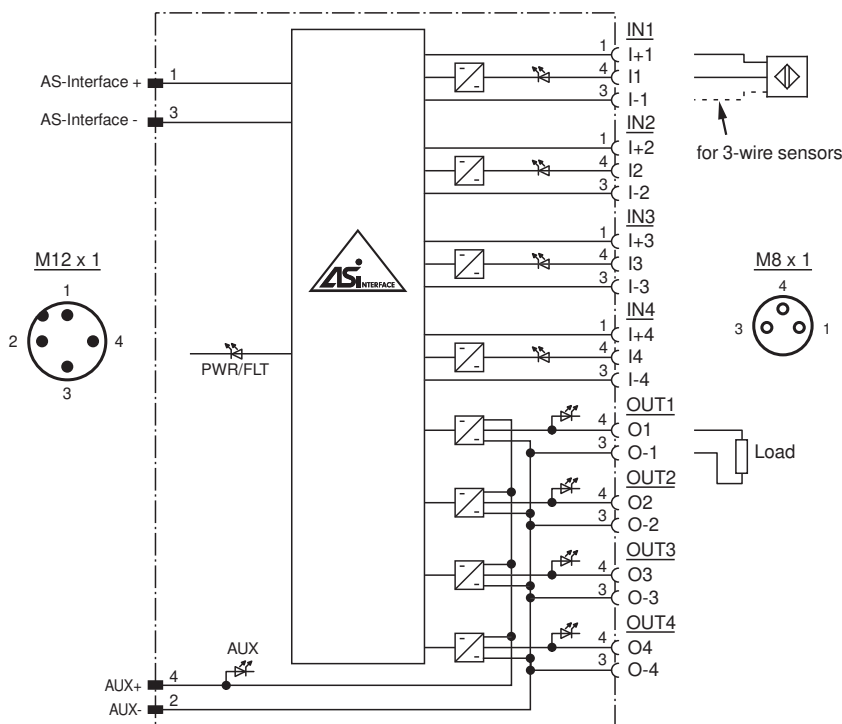 IN1
1 I+1
AS-Interface + 1
4 I1
3 I-1
AS-Interface - 3
for 3-wire sensors
IN2
1 I+2
4 I2
3 I-2
IN3
1 I+3
4 I3
3 I-3
ASi INTERFACE
M12 x 1
1
2 4
3
M8 x 1
4
3 1
IN4
1 I+4
4 I4
3 I-4
PWR/FLT
OUT1
4 O1
3 O-1
Load
OUT2
4 O2
3 O-2
OUT3
4 O3
3 O-3
OUT4
4 O4
3 O-4
AUX
AUX+ 4
AUX- 2